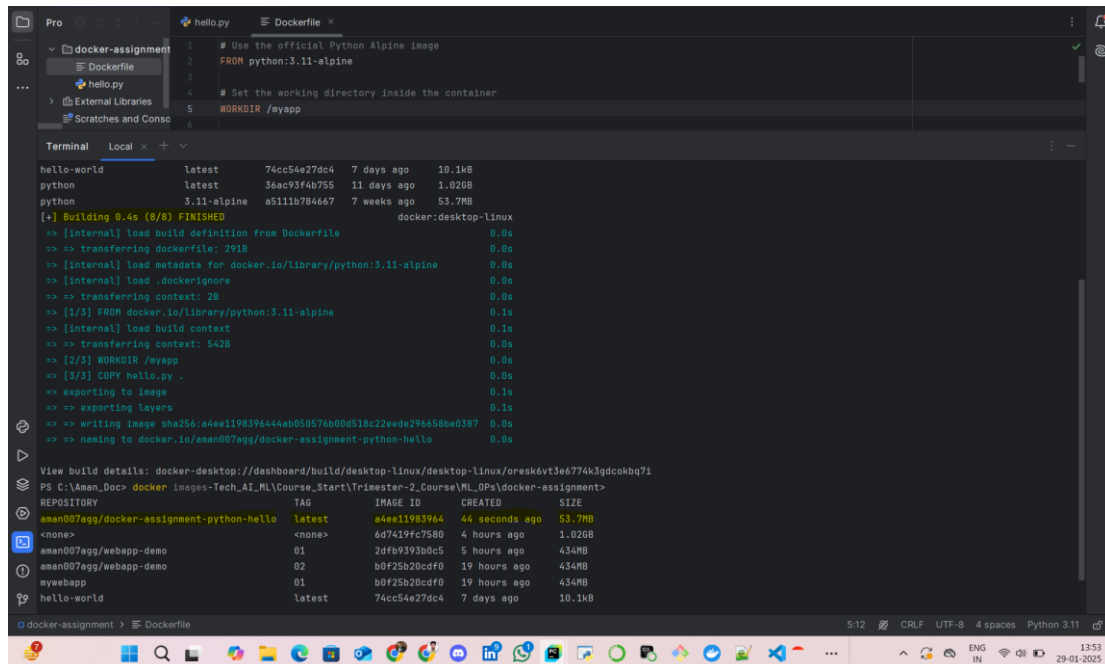 Pro
hello.py
Dockerfile
docker-assignment
Dockerfile
hello.py
External Libraries
Scratches and Consc
1 # Use the official Python Alpine image
2 FROM python:3.11-alpine
3
4 # Set the working directory inside the container
5 WORKDIR /myapp
6
Terminal Local
hello-world latest 74cc54e27dc4 7 days ago 10.1kB
python latest 36ac93f4b755 11 days ago 1.02GB
python 3.11-alpine a5111b784667 7 weeks ago 53.7MB
[+] Building 0.4s (8/8) FINISHED docker:desktop-linux
=> [internal] load build definition from Dockerfile 0.0s
=> => transferring dockerfile: 291B 0.0s
=> [internal] load metadata for docker.io/library/python:3.11-alpine 0.0s
=> [internal] load .dockerignore 0.0s
=> => transferring context: 2B 0.0s
=> [1/3] FROM docker.io/library/python:3.11-alpine 0.1s
=> [internal] load build context 0.1s
=> => transferring context: 542B 0.0s
=> [2/3] WORKDIR /myapp 0.0s
=> [3/3] COPY hello.py . 0.0s
=> exporting to image 0.1s
=> => exporting layers 0.1s
=> => writing image sha256:a4ee1198396444ab050576b00d518c22eede296658be0387 0.0s
=> => naming to docker.io/aman007agg/docker-assignment-python-hello 0.0s
View build details: docker-desktop://dashboard/build/desktop-linux/desktop-linux/oresk6vt3e6774k3gdcokbq7i
PS C:\Aman_Doc> docker images-Tech_AI_ML\Course_Start\Trimester-2_Course\ML_OPs\docker-assignment>
REPOSITORY TAG IMAGE ID CREATED SIZE
aman007agg/docker-assignment-python-hello latest a4ee11983964 44 seconds ago 53.7MB
<none> <none> 6d7419fc7580 4 hours ago 1.02GB
aman007agg/webapp-demo 01 2dfb9393b0c5 5 hours ago 434MB
aman007agg/webapp-demo 02 b0f25b20cdf0 19 hours ago 434MB
mywebapp 01 b0f25b20cdf0 19 hours ago 434MB
hello-world latest 74cc54e27dc4 7 days ago 10.1kB
docker-assignment > Dockerfile
5:12 CRLF UTF-8 4 spaces Python 3.11
ENG
IN
13:53
29-01-2025